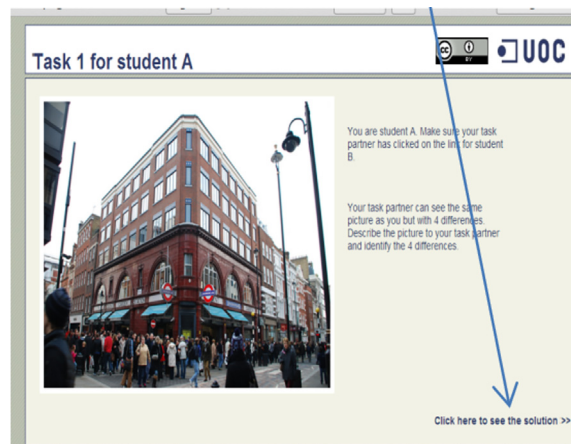 Task 1 for student A
cc
BY
UOC
You are student A. Make sure your task
partner has clicked on the link for student
B.
Your task partner can see the same
picture as you but with 4 differences.
Describe the picture to your task partner
and identify the 4 differences.
Click here to see the solution >>